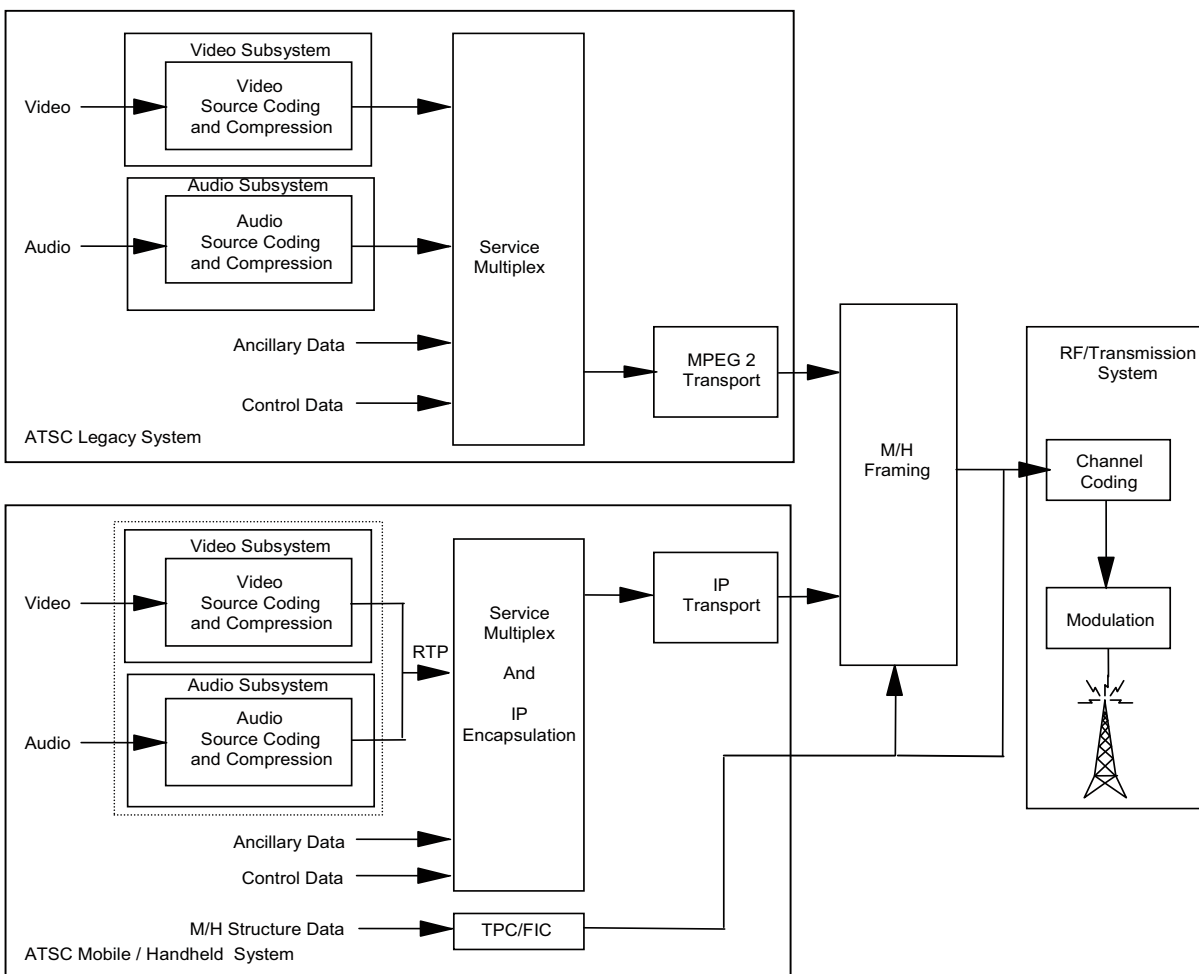 Video Subsystem
Video
Video
Source Coding
and Compression
Audio Subsystem
Audio
Audio
Source Coding
and Compression
Service
Multiplex
Ancillary Data
Control Data
MPEG 2
Transport
ATSC Legacy System
M/H
Framing
RF/Transmission
System
Channel
Coding
Modulation
Video Subsystem
Video
Video
Source Coding
and Compression
RTP
Audio Subsystem
Audio
Audio
Source Coding
and Compression
Service
Multiplex
And
IP
Encapsulation
IP
Transport
Ancillary Data
Control Data
M/H Structure Data
TPC/FIC
ATSC Mobile / Handheld System